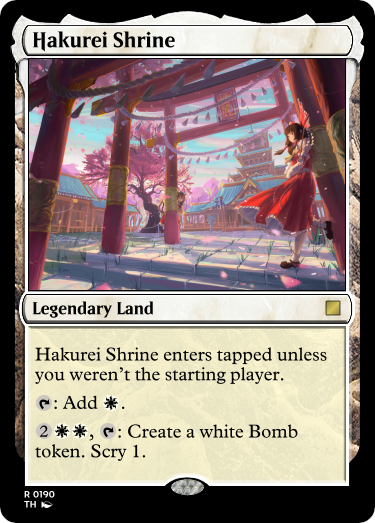 Hakurei Shrine
Legendary Land
Hakurei Shrine enters tapped unless
you weren't the starting player.
: Add .
2, : Create a white Bomb
token. Scry 1.
R 0190
TH